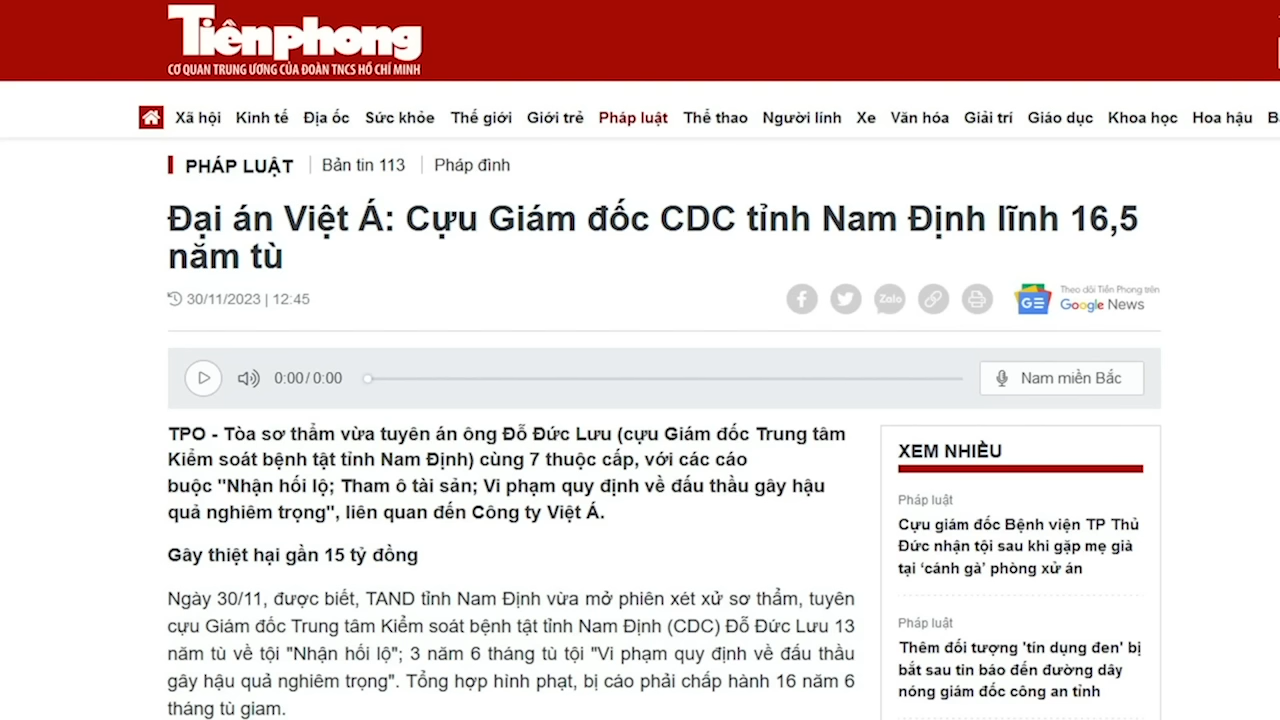 Tiênphong
CƠ QUAN TRUNG ƯƠNG CỦA ĐOÀN TNCS HỒ CHÍ MINH
Xã hội Kinh tế Địa ốc Sức khỏe Thế giới Giới trẻ Pháp luật Thể thao Người lính Xe Văn hóa Giải trí Giáo dục Khoa học Hoa hậu
PHÁP LUẬT Bản tin 113 Pháp đình
Đại án Việt Á: Cựu Giám đốc CDC tỉnh Nam Định lĩnh 16,5
năm tù
30/11/2023 | 12:45
Zalo
GE
Theo dõi Tiền Phong trên
Google News
0:00/0:00
Nam miền Bắc
TPO - Tòa sơ thẩm vừa tuyên án ông Đỗ Đức Lưu (cựu Giám đốc Trung tâm
Kiểm soát bệnh tật tỉnh Nam Định) cùng 7 thuộc cấp, với các cáo
buộc "Nhận hối lộ; Tham ô tài sản; Vi phạm quy định về đấu thầu gây hậu
quả nghiêm trọng", liên quan đến Công ty Việt Á.
Gây thiệt hại gần 15 tỷ đồng
Ngày 30/11, được biết, TAND tỉnh Nam Định vừa mở phiên xét xử sơ thẩm, tuyên
cựu Giám đốc Trung tâm Kiểm soát bệnh tật tỉnh Nam Định (CDC) Đỗ Đức Lưu 13
năm tù về tội "Nhận hối lộ"; 3 năm 6 tháng tù tội "Vi phạm quy định về đấu thầu
gây hậu quả nghiêm trọng". Tổng hợp hình phạt, bị cáo phải chấp hành 16 năm 6
tháng tù giam.
XEM NHIỀU
Pháp luật
Cựu giám đốc Bệnh viện TP Thủ
Đức nhận tội sau khi gặp mẹ già
tại ‘cánh gà’ phòng xử án
Pháp luật
Thêm đối tượng 'tín dụng đen' bị
bắt sau tin báo đến đường dây
nóng giám đốc công an tỉnh